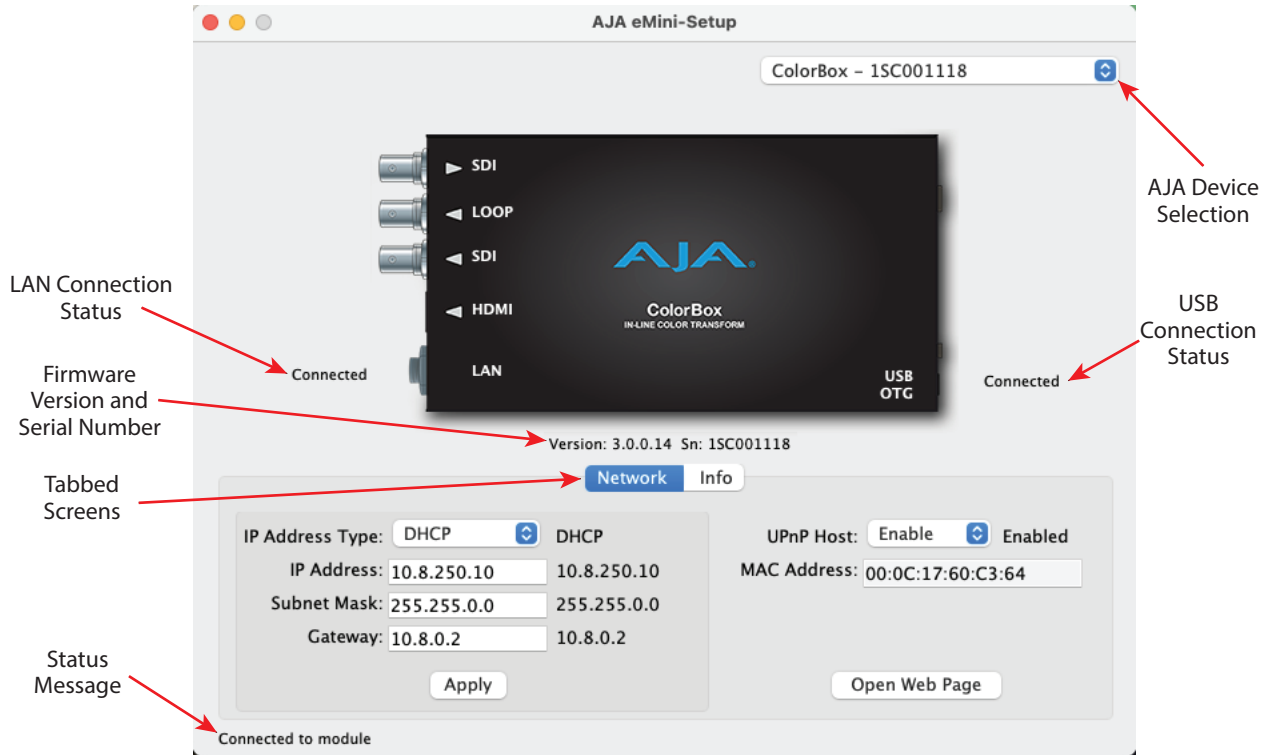 AJA eMini-Setup
ColorBox – 1SC001118
AJA Device
Selection
SDI
LOOP
SDI
HDMI
LAN
AJA
ColorBox
IN-LINE COLOR TRANSFORM
USB
OTG
LAN Connection
Status
Connected
USB
Connection
Status
Connected
Firmware
Version and
Serial Number
Version: 3.0.0.14 Sn: 1SC001118
Tabbed
Screens
Network Info
IP Address Type: DHCP DHCP
IP Address: 10.8.250.10 10.8.250.10
Subnet Mask: 255.255.0.0 255.255.0.0
Gateway: 10.8.0.2 10.8.0.2
Apply
UPnP Host: Enable Enabled
MAC Address: 00:0C:17:60:C3:64
Open Web Page
Status
Message
Connected to module